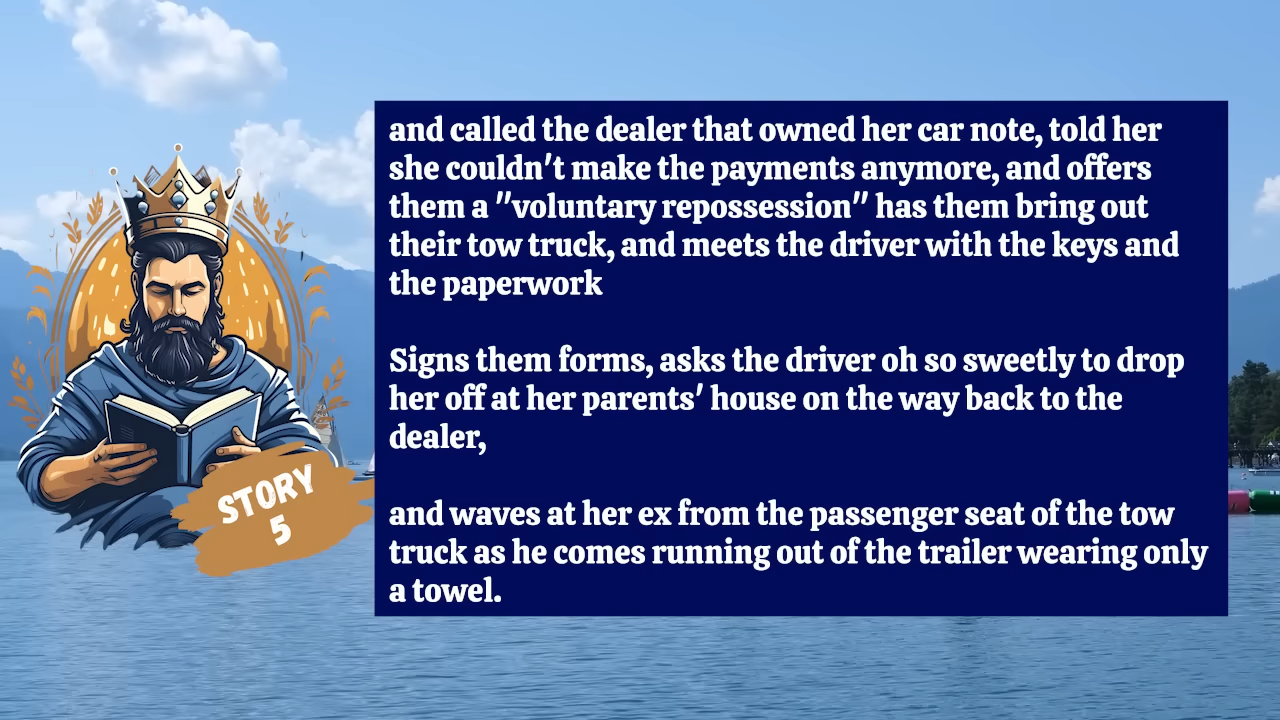 and called the dealer that owned her car note, told her
she couldn't make the payments anymore, and offers
them a "voluntary repossession" has them bring out
their tow truck, and meets the driver with the keys and
the paperwork
Signs them forms, asks the driver oh so sweetly to drop
her off at her parents' house on the way back to the
dealer,
and waves at her ex from the passenger seat of the tow
truck as he comes running out of the trailer wearing only
a towel.
STORY
5